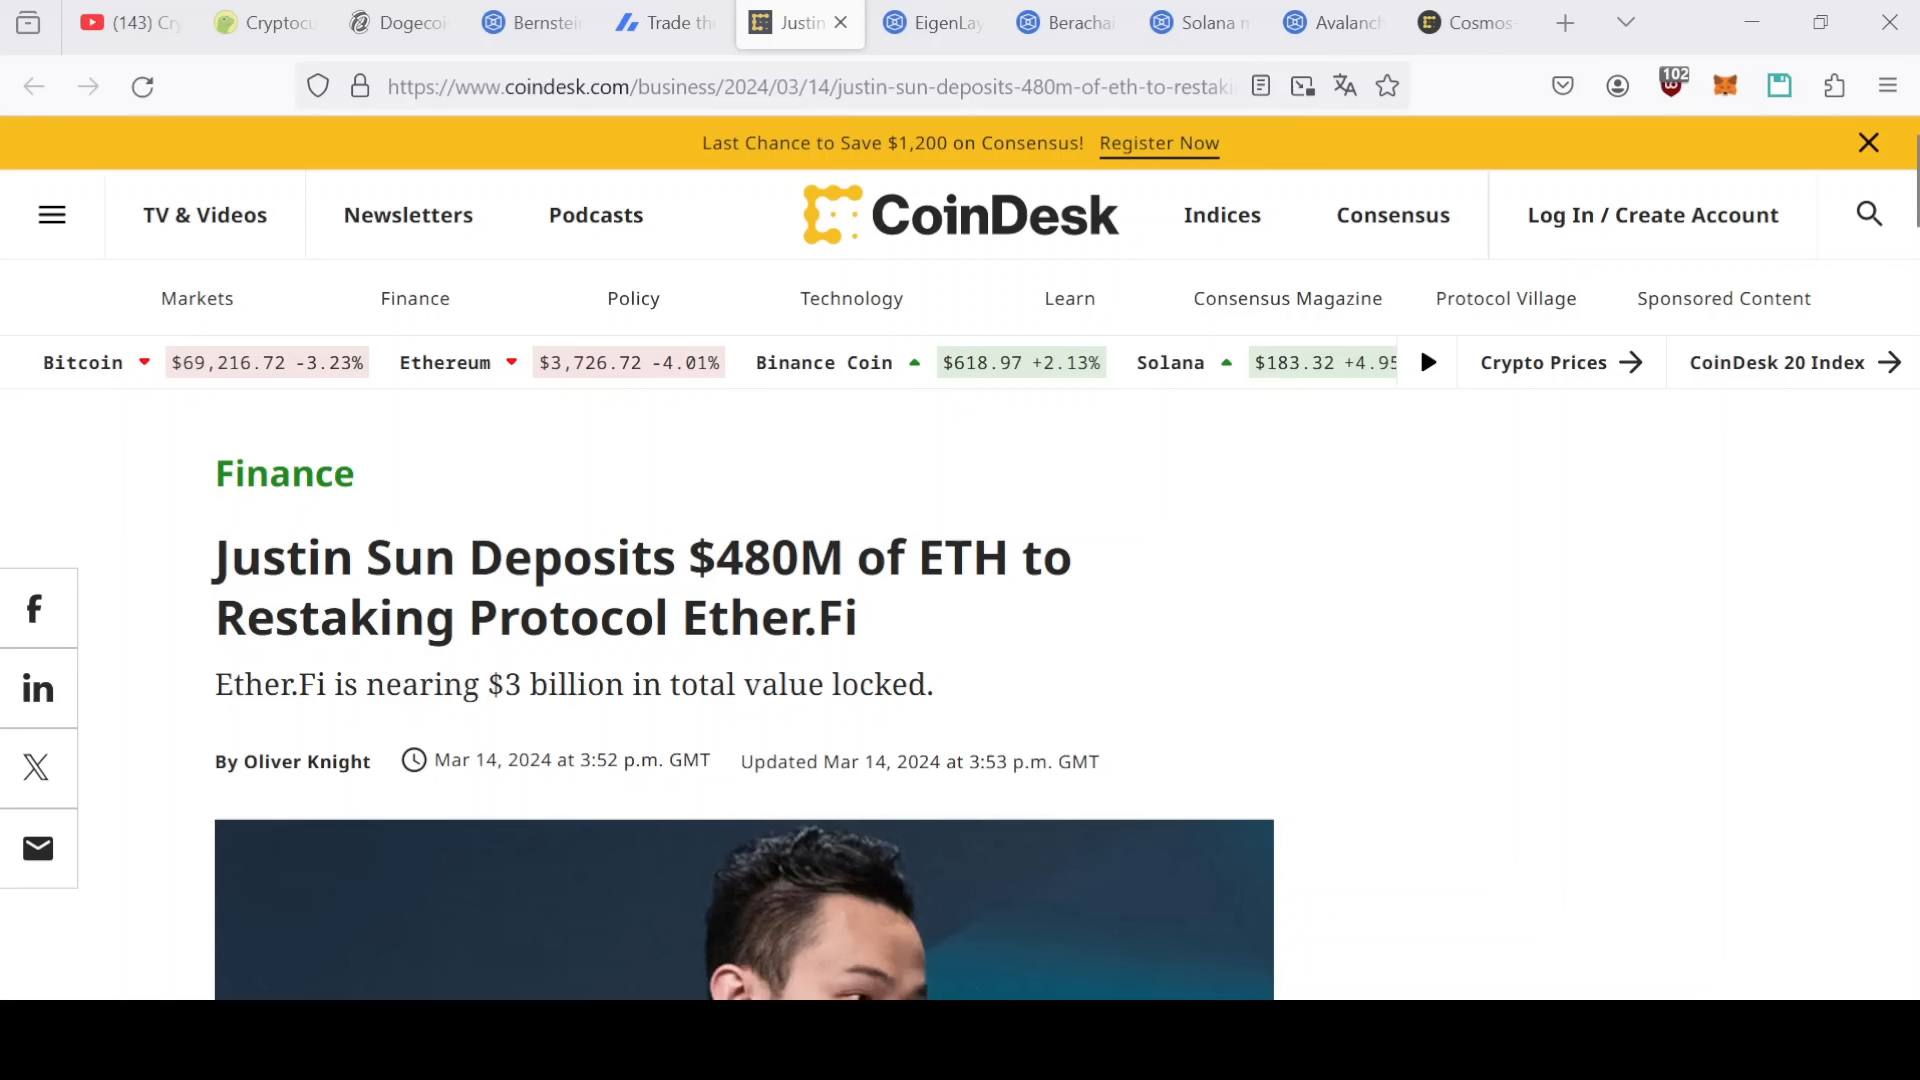 (143) Cry
Cryptocu
Dogecoi
Bernstein
Trade th
Justin
EigenLay
Berachai
Solana
Avalanch
Cosmos
https://www.coindesk.com/business/2024/03/14/justin-sun-deposits-480m-of-eth-to-restaki
102
Last Chance to Save $1,200 on Consensus! Register Now
TV & Videos
Newsletters
Podcasts
CoinDesk
Indices
Consensus
Log In / Create Account
Markets
Finance
Policy
Technology
Learn
Consensus Magazine
Protocol Village
Sponsored Content
Bitcoin $69,216.72 -3.23%
Ethereum $3,726.72 -4.01%
Binance Coin $618.97 +2.13%
Solana $183.32 +4.95
Crypto Prices
CoinDesk 20 Index
Finance
Justin Sun Deposits $480M of ETH to
Restaking Protocol Ether.Fi
Ether.Fi is nearing $3 billion in total value locked.
By Oliver Knight
Mar 14, 2024 at 3:52 p.m. GMT
Updated Mar 14, 2024 at 3:53 p.m. GMT